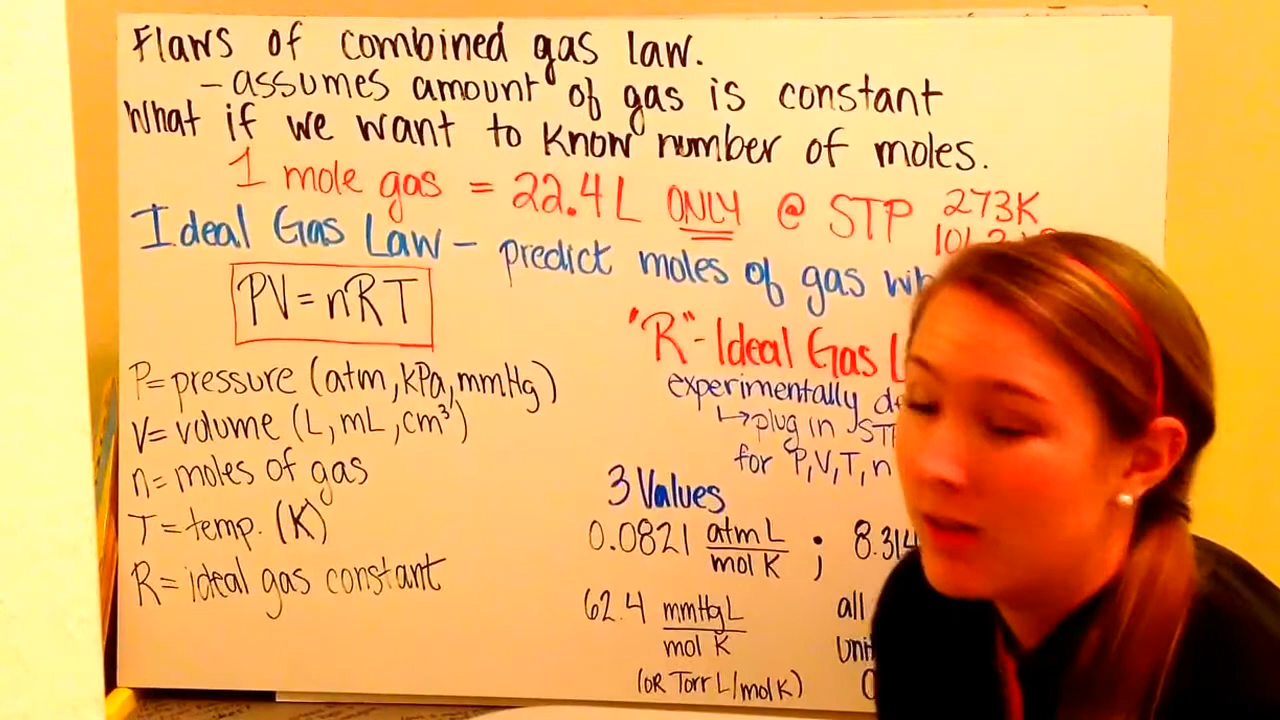 Flaws of combined gas law.
- assumes amount of gas is constant
What if we want to know number of moles.
1 mole gas = 22.4L ONLY @ STP 273K
Ideal Gas Law - predict moles of gas
PV=nRT
P= pressure (atm, kPa, mmHg)
V= volume (L, mL, cm³)
n= moles of gas
T= temp. (K)
R= ideal gas constant
"R"- Ideal Gas
experimentally
↳ plug in
for P,V,T,n
3 Values
0.0821 atm L / mol K ; 8.314
62.4 mmHg L / mol K
(OR Torr L/mol K)
all